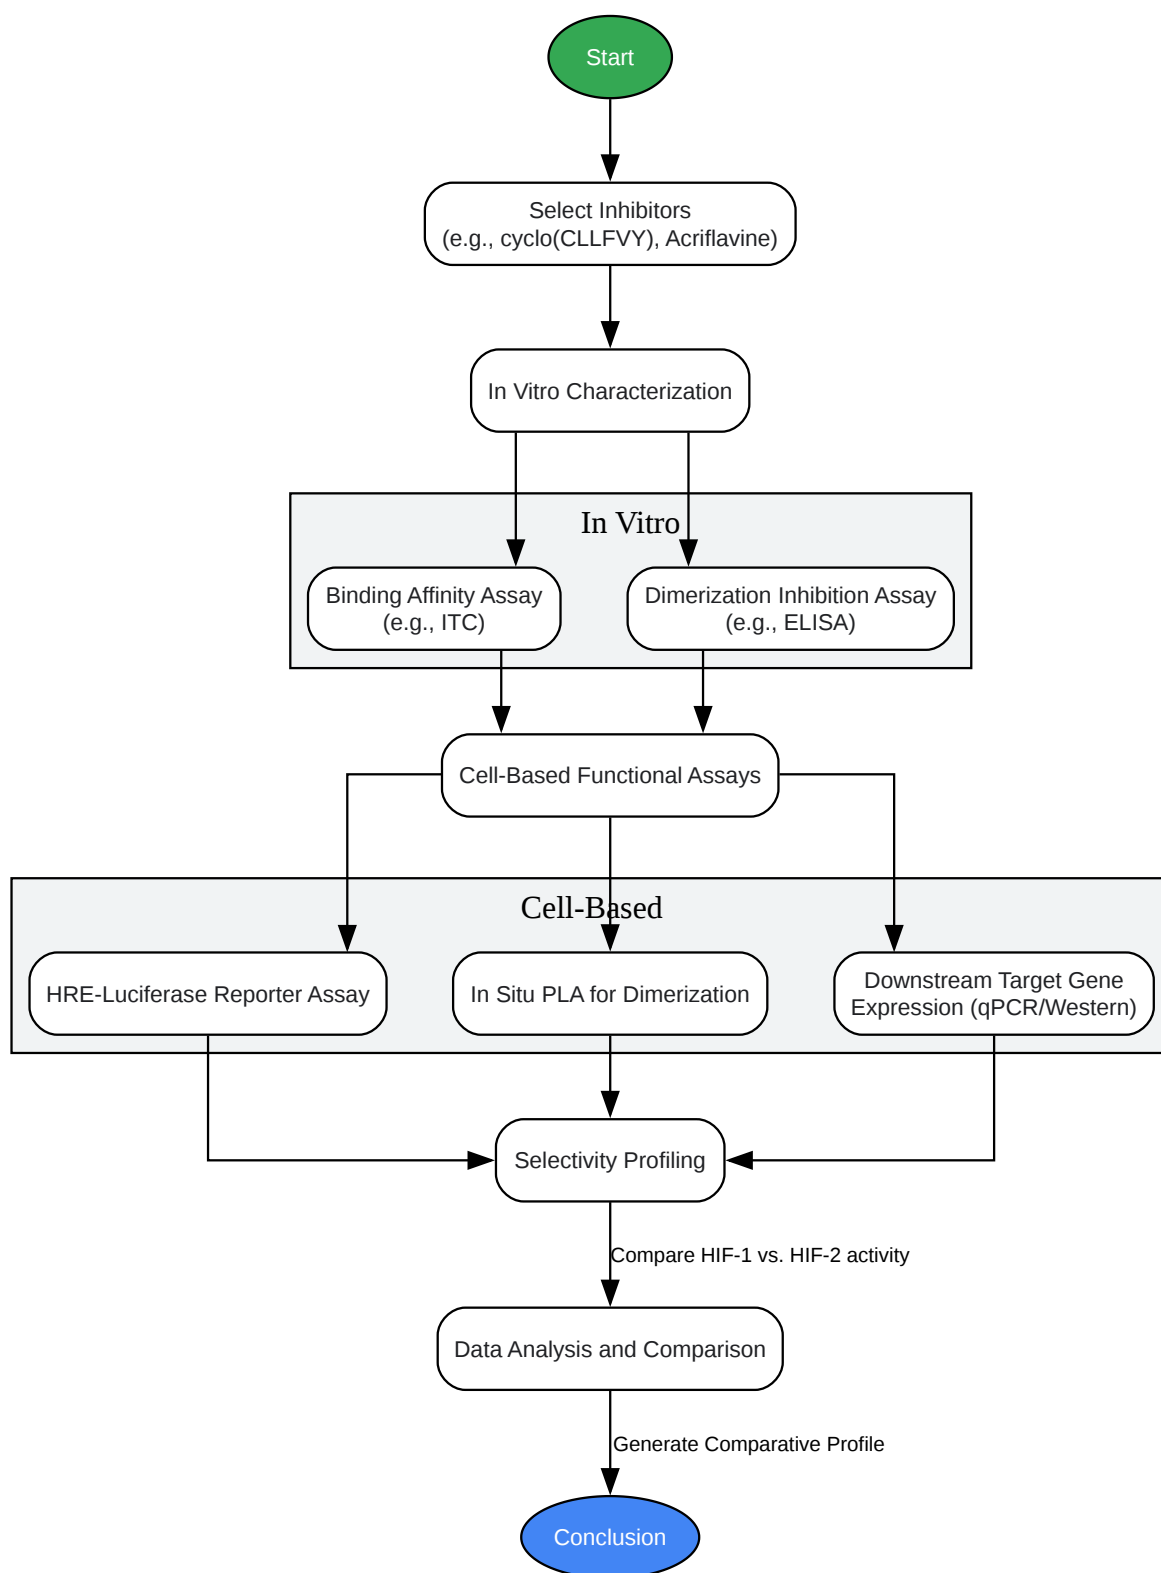 Start
Select Inhibitors
(e.g., cyclo(CLLFVY), Acriflavine)
In Vitro Characterization
In Vitro
Binding Affinity Assay
(e.g., ITC)
Dimerization Inhibition Assay
(e.g., ELISA)
Cell-Based Functional Assays
Cell-Based
HRE-Luciferase Reporter Assay
In Situ PLA for Dimerization
Downstream Target Gene
Expression (qPCR/Western)
Selectivity Profiling
Compare HIF-1 vs. HIF-2 activity
Data Analysis and Comparison
Generate Comparative Profile
Conclusion